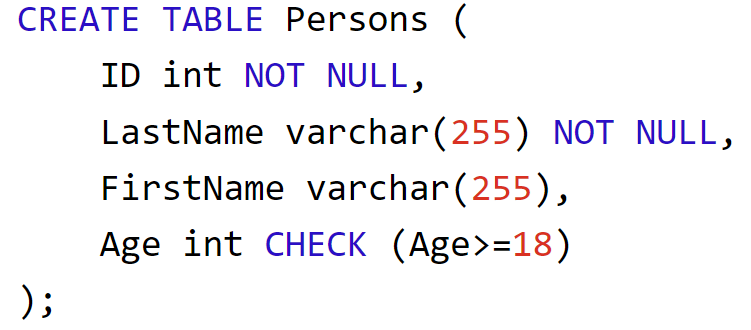 CREATE TABLE Persons (
    ID int NOT NULL,
    LastName varchar(255) NOT NULL,
    FirstName varchar(255),
    Age int CHECK (Age>=18)
);